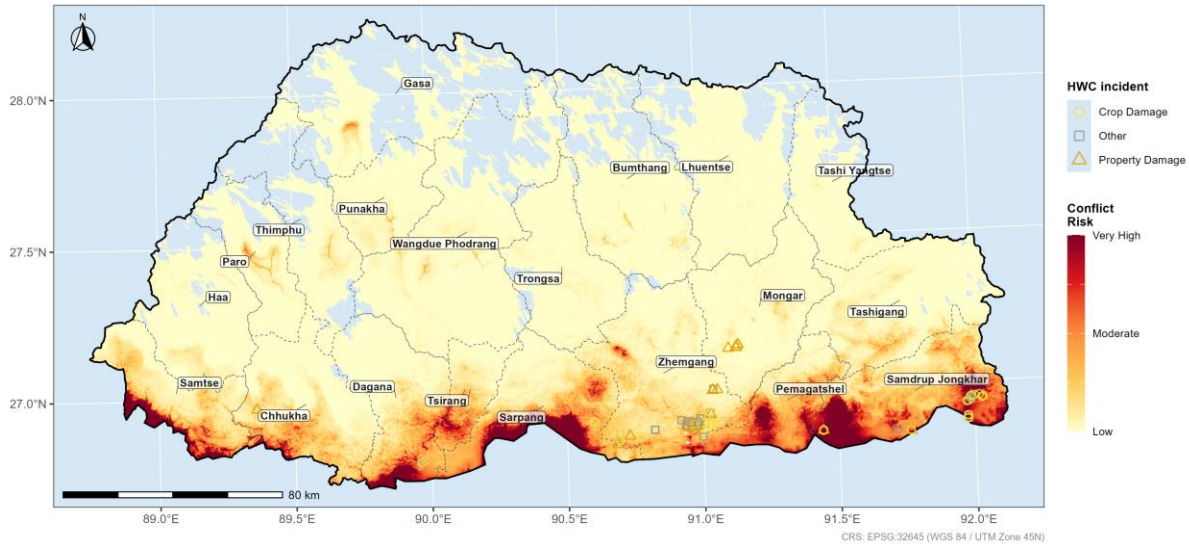 N
28.0°N
27.5°N
27.0°N
Gasa
Bumthang
Lhuentse
Tashi Yangtse
Punakha
Thimphu
Wangdue Phodrang
Paro
Trongsa
Haa
Mongar
Tashigang
Zhemgang
Samtse
Dagana
Pemagatshel
Samdrup Jongkhar
Tsirang
Chhukha
Sarpang
80 km
89.0°E
89.5°E
90.0°E
90.5°E
91.0°E
91.5°E
92.0°E
HWC incident
Crop Damage
Other
Property Damage
Conflict
Risk
Very High
Moderate
Low
CRS: EPSG:32645 (WGS 84 / UTM Zone 45N)